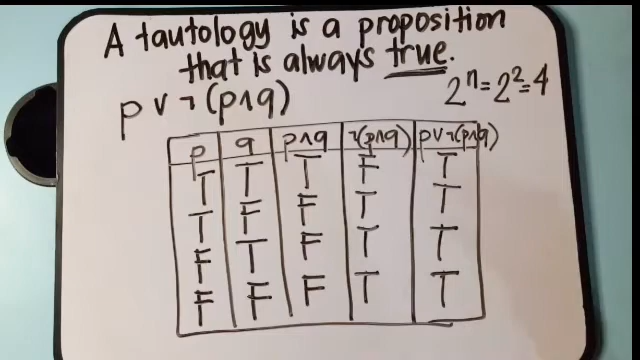 A tautology is a proposition
that is always true.
p ∨ ¬(p∧q)
2ⁿ=2²=4
p q p∧q ¬(p∧q) p∨¬(p∧q)
T T T F T
T F F T T
F T F T T
F F F T T